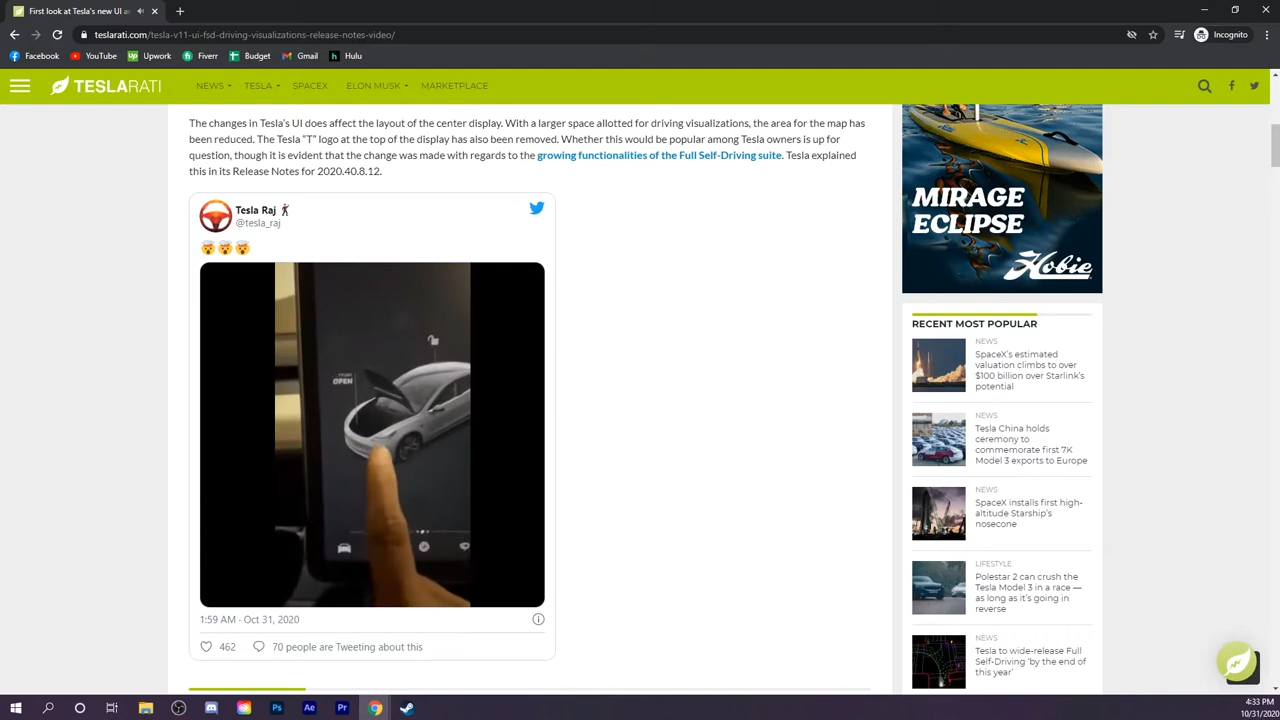 First look at Tesla's new UI an
teslarati.com/tesla-v11-ui-fsd-driving-visualizations-release-notes-video/
Incognito
Facebook
YouTube
Upwork
Fiverr
Budget
Gmail
Hulu
TESLARATI
NEWS
TESLA
SPACEX
ELON MUSK
MARKETPLACE
The changes in Tesla's UI does affect the layout of the center display. With a larger space allotted for driving visualizations, the area for the map has
been reduced. The Tesla "T" logo at the top of the display has also been removed. Whether this would be popular among Tesla owners is up for
question, though it is evident that the change was made with regards to the growing functionalities of the Full Self-Driving suite. Tesla explained
this in its Release Notes for 2020.40.8.12.
Tesla Raj
@tesla_raj
OPEN
1:59 AM · Oct 31, 2020
462
70 people are Tweeting about this
MIRAGE
ECLIPSE
Hobie
RECENT MOST POPULAR
NEWS
SpaceX's estimated
valuation climbs to over
$100 billion over Starlink's
potential
NEWS
Tesla China holds
ceremony to
commemorate first 7K
Model 3 exports to Europe
NEWS
SpaceX installs first high-
altitude Starship's
nosecone
LIFESTYLE
Polestar 2 can crush the
Tesla Model 3 in a race —
as long as it's going in
reverse
NEWS
Tesla to wide-release Full
Self-Driving 'by the end of
this year'
4:33 PM
10/31/2020